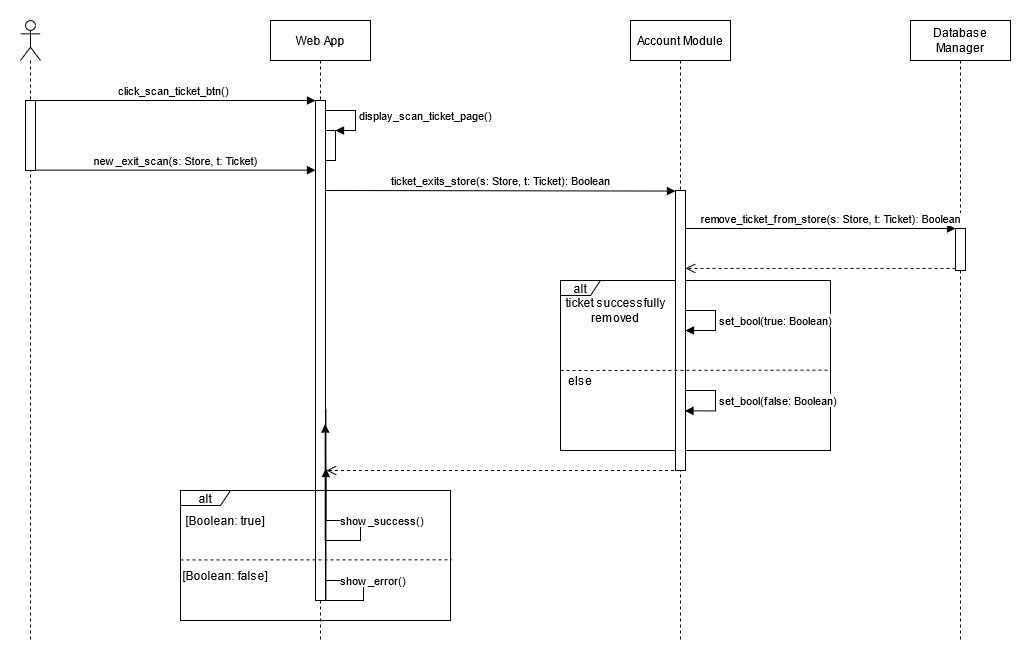 Web App
Account Module
Database
Manager
click_scan_ticket_btn()
display_scan_ticket_page()
new_exit_scan(s: Store, t: Ticket)
ticket_exits_store(s: Store, t: Ticket): Boolean
remove_ticket_from_store(s: Store, t: Ticket): Boolean
alt
ticket successfully
removed
set_bool(true: Boolean)
else
set_bool(false: Boolean)
alt
[Boolean: true]
show_success()
[Boolean: false]
show_error()